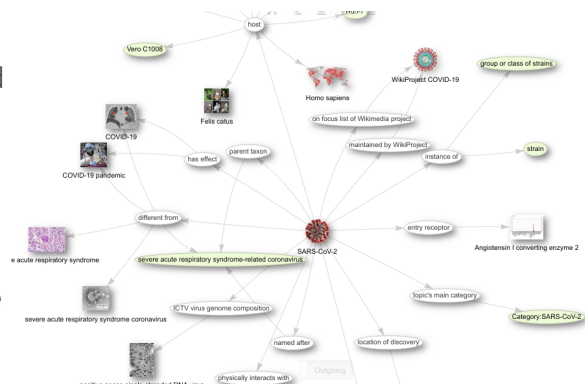 Huh7
host
Vero C1008
WikiProject COVID-19
group or class of strains
Homo sapiens
Felis catus
on focus list of Wikimedia project
COVID-19
parent taxon
maintained by WikiProject
strain
has effect
instance of
COVID-19 pandemic
different from
entry receptor
SARS-CoV-2
Angiotensin I converting enzyme 2
e acute respiratory syndrome
severe acute respiratory syndrome-related coronavirus
topic's main category
ICTV virus genome composition
severe acute respiratory syndrome coronavirus
Category:SARS-CoV-2
named after
location of discovery
Outgoing
physically interacts with